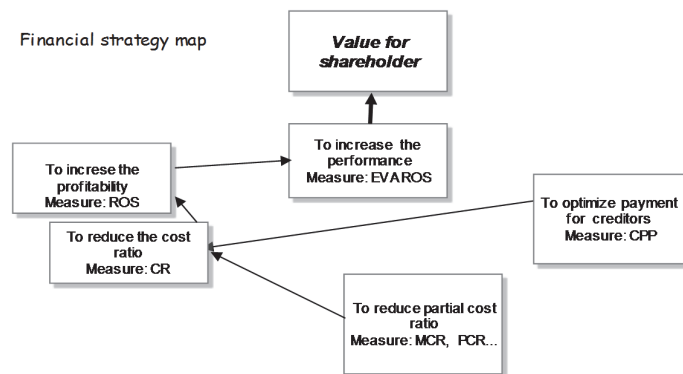 Financial strategy map
Value for
shareholder
To increse the
profitability
Measure: ROS
To increase the
performance
Measure: EVAROS
To optimize payment
for creditors
Measure: CPP
To reduce the cost
ratio
Measure: CR
To reduce partial cost
ratio
Measure: MCR, PCR...